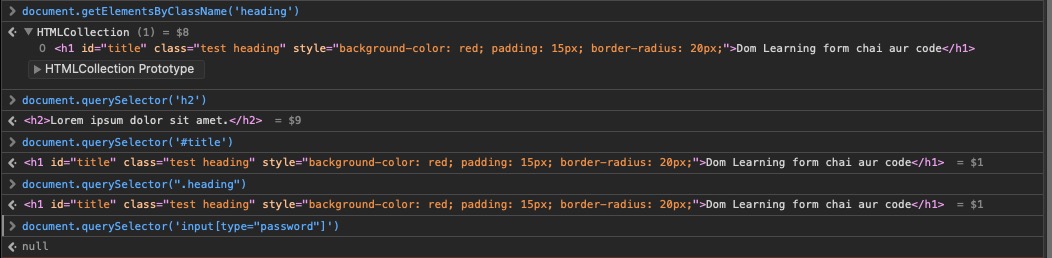 document.getElementsByClassName('heading')
HTMLCollection (1) = $8
0 <h1 id="title" class="test heading" style="background-color: red; padding: 15px; border-radius: 20px;">Dom Learning form chai aur code</h1>
HTMLCollection Prototype
document.querySelector('h2')
<h2>Lorem ipsum dolor sit amet.</h2> = $9
document.querySelector('#title')
<h1 id="title" class="test heading" style="background-color: red; padding: 15px; border-radius: 20px;">Dom Learning form chai aur code</h1> = $1
document.querySelector(".heading")
<h1 id="title" class="test heading" style="background-color: red; padding: 15px; border-radius: 20px;">Dom Learning form chai aur code</h1> = $1
document.querySelector('input[type="password"]')
null